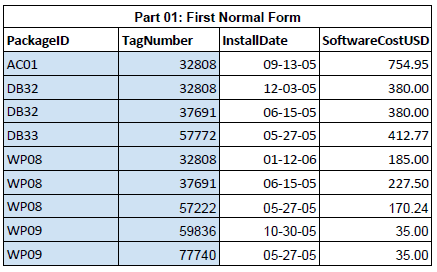 Part 01: First Normal Form
PackageID TagNumber InstallDate SoftwareCostUSD
AC01 32808 09-13-05 754.95
DB32 32808 12-03-05 380.00
DB32 37691 06-15-05 380.00
DB33 57772 05-27-05 412.77
WP08 32808 01-12-06 185.00
WP08 37691 06-15-05 227.50
WP08 57222 05-27-05 170.24
WP09 59836 10-30-05 35.00
WP09 77740 05-27-05 35.00